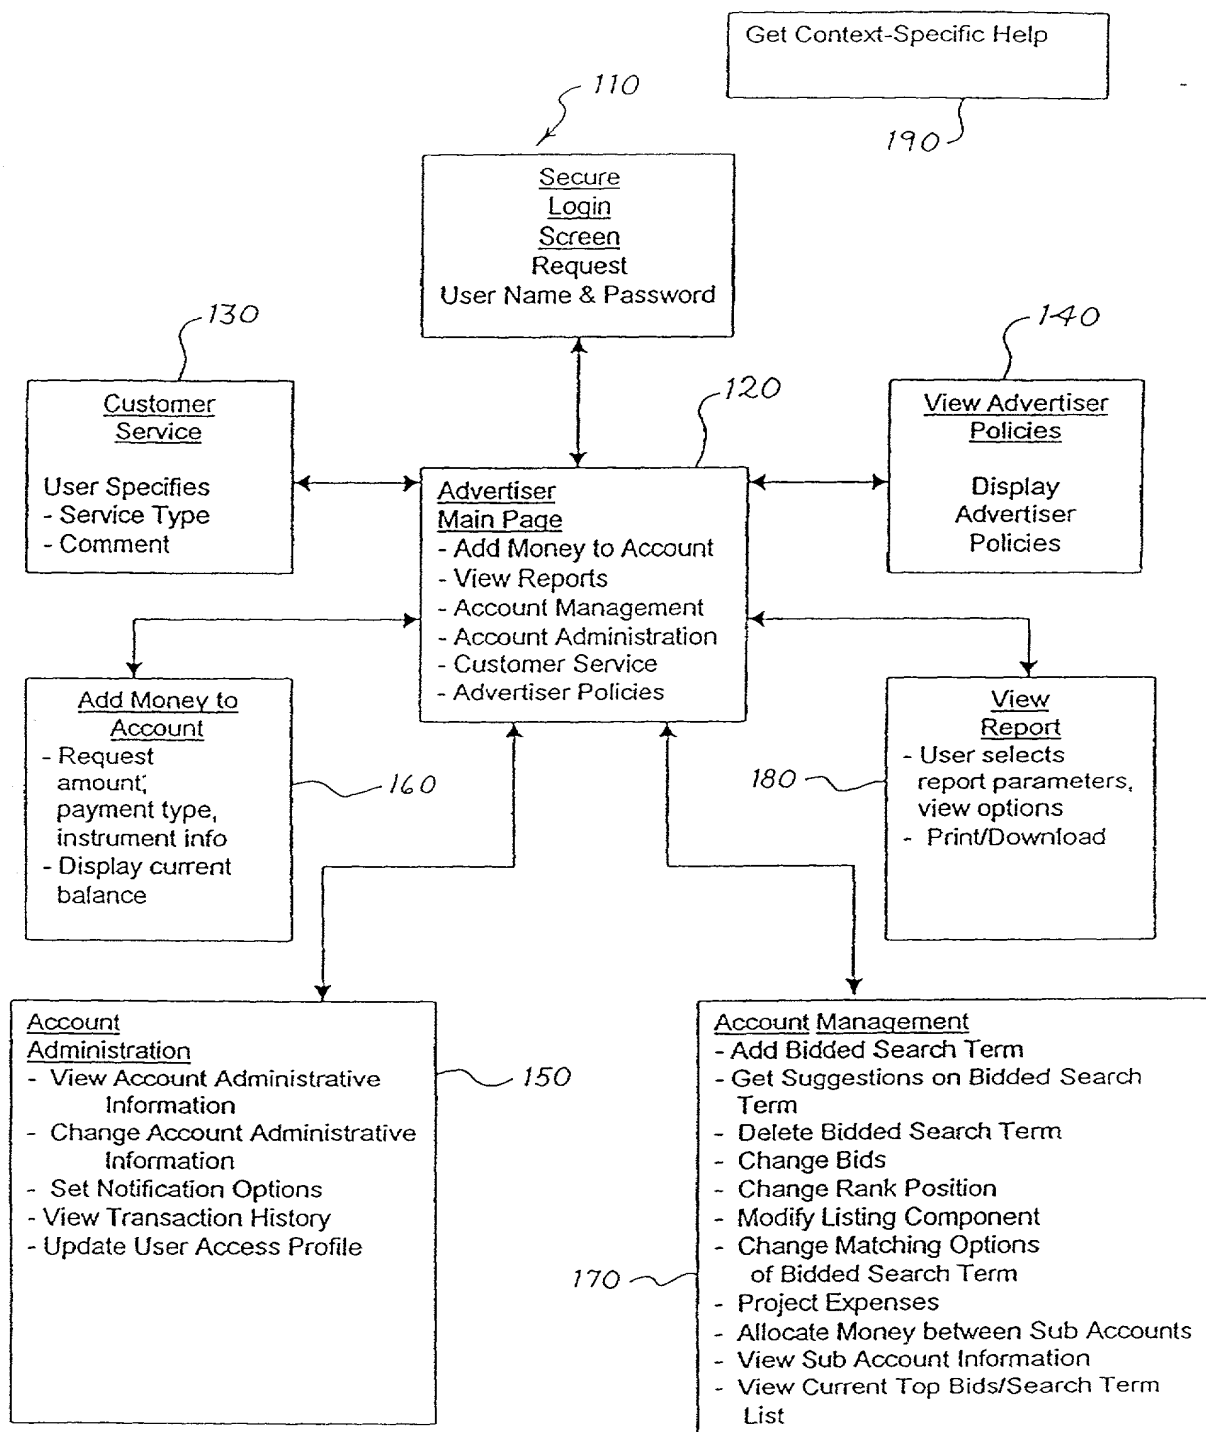 Get Context-Specific Help
190
110
Secure
Login
Screen
Request
User Name & Password
130
Customer
Service
User Specifies
- Service Type
- Comment
120
Advertiser
Main Page
- Add Money to Account
- View Reports
- Account Management
- Account Administration
- Customer Service
- Advertiser Policies
140
View Advertiser
Policies
Display
Advertiser
Policies
Add Money to
Account
- Request
amount;
payment type,
instrument info
- Display current
balance
160
180
View
Report
- User selects
report parameters,
view options
- Print/Download
Account
Administration
- View Account Administrative
Information
- Change Account Administrative
Information
- Set Notification Options
- View Transaction History
- Update User Access Profile
150
170
Account Management
- Add Bidded Search Term
- Get Suggestions on Bidded Search
Term
- Delete Bidded Search Term
- Change Bids
- Change Rank Position
- Modify Listing Component
- Change Matching Options
of Bidded Search Term
- Project Expenses
- Allocate Money between Sub Accounts
- View Sub Account Information
- View Current Top Bids/Search Term
List